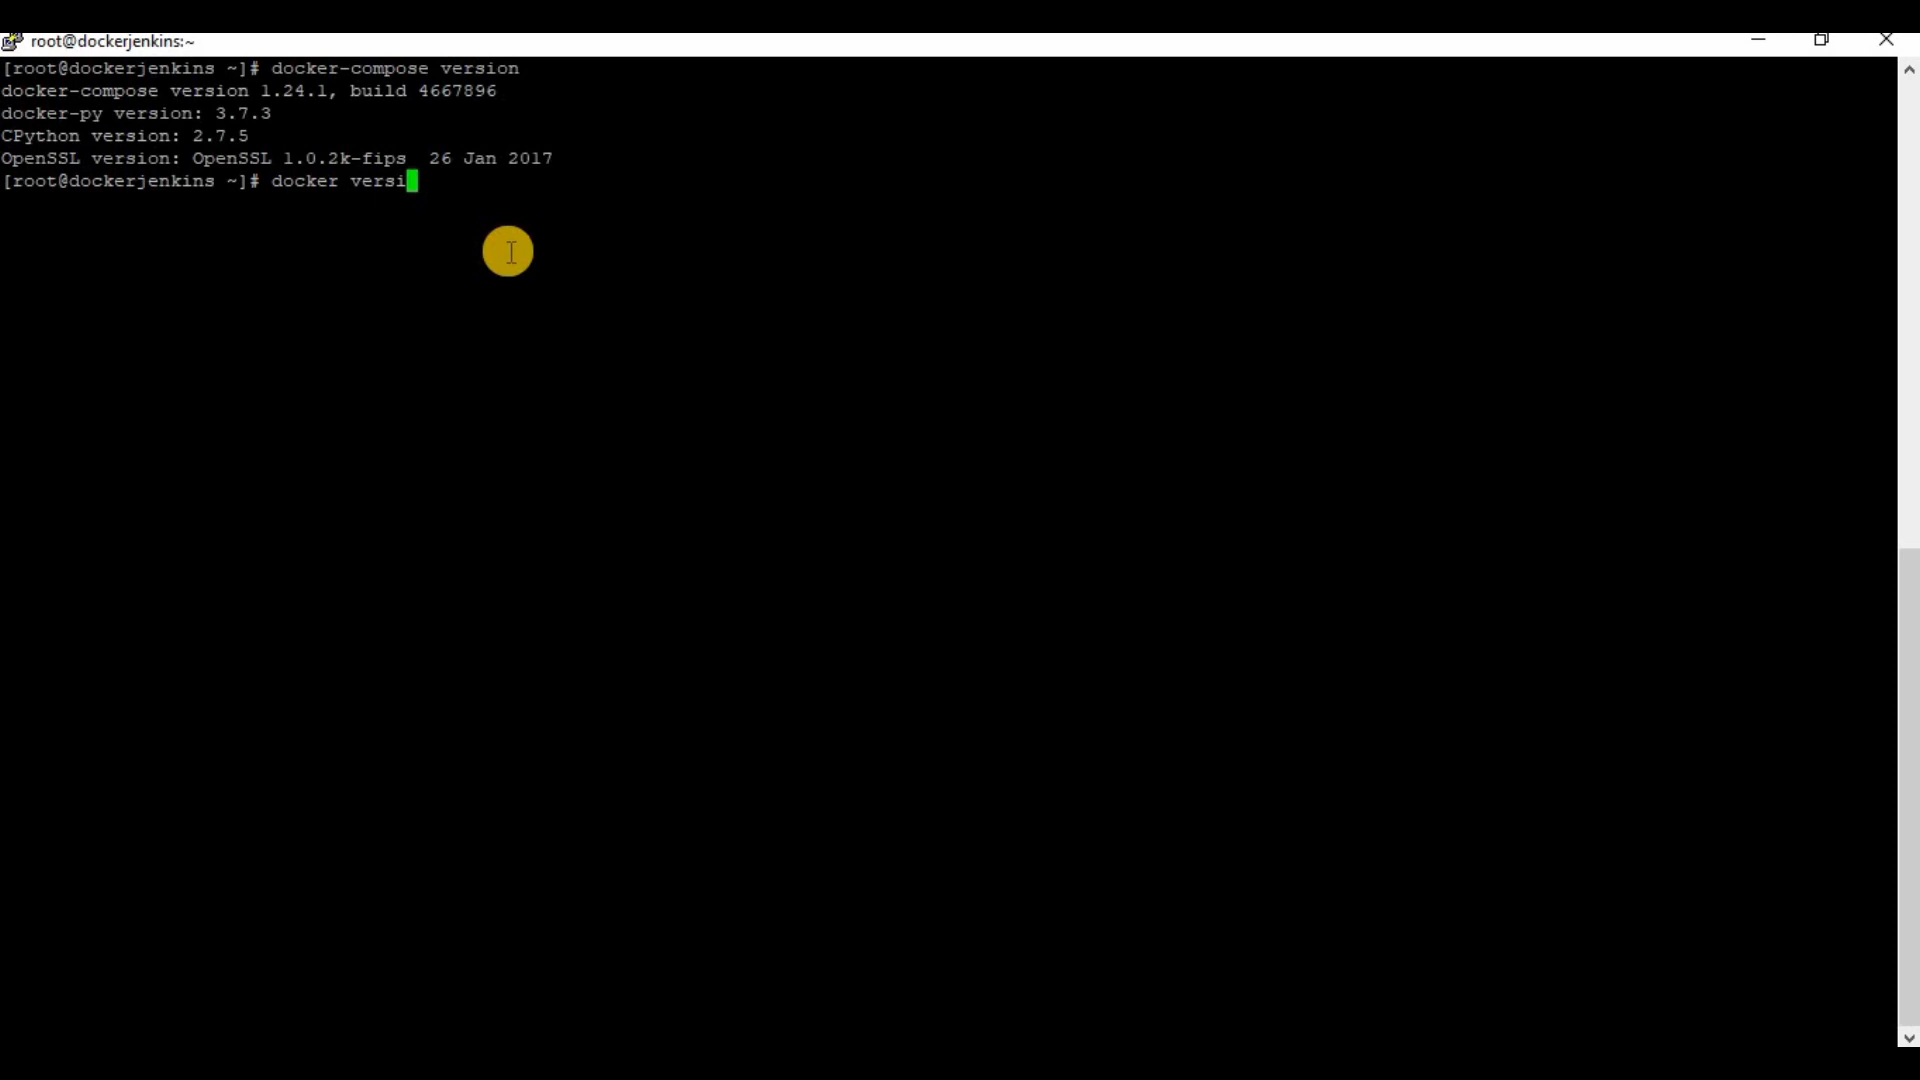 root@dockerjenkins:~
[root@dockerjenkins ~]# docker-compose version
docker-compose version 1.24.1, build 4667896
docker-py version: 3.7.3
CPython version: 2.7.5
OpenSSL version: OpenSSL 1.0.2k-fips  26 Jan 2017
[root@dockerjenkins ~]# docker versi